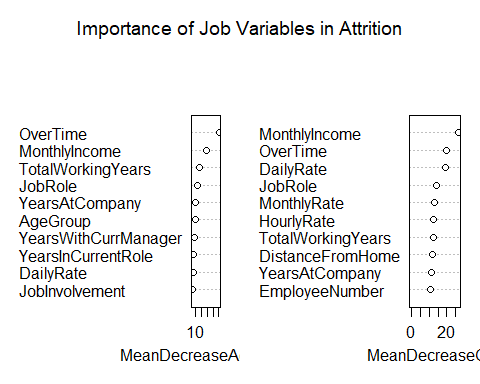 Importance of Job Variables in Attrition
OverTime
MonthlyIncome
TotalWorkingYears
JobRole
YearsAtCompany
AgeGroup
YearsWithCurrManager
YearsInCurrentRole
DailyRate
JobInvolvement
10
MeanDecreaseA
MonthlyIncome
OverTime
DailyRate
JobRole
MonthlyRate
HourlyRate
TotalWorkingYears
DistanceFromHome
YearsAtCompany
EmployeeNumber
0 20
MeanDecreaseG